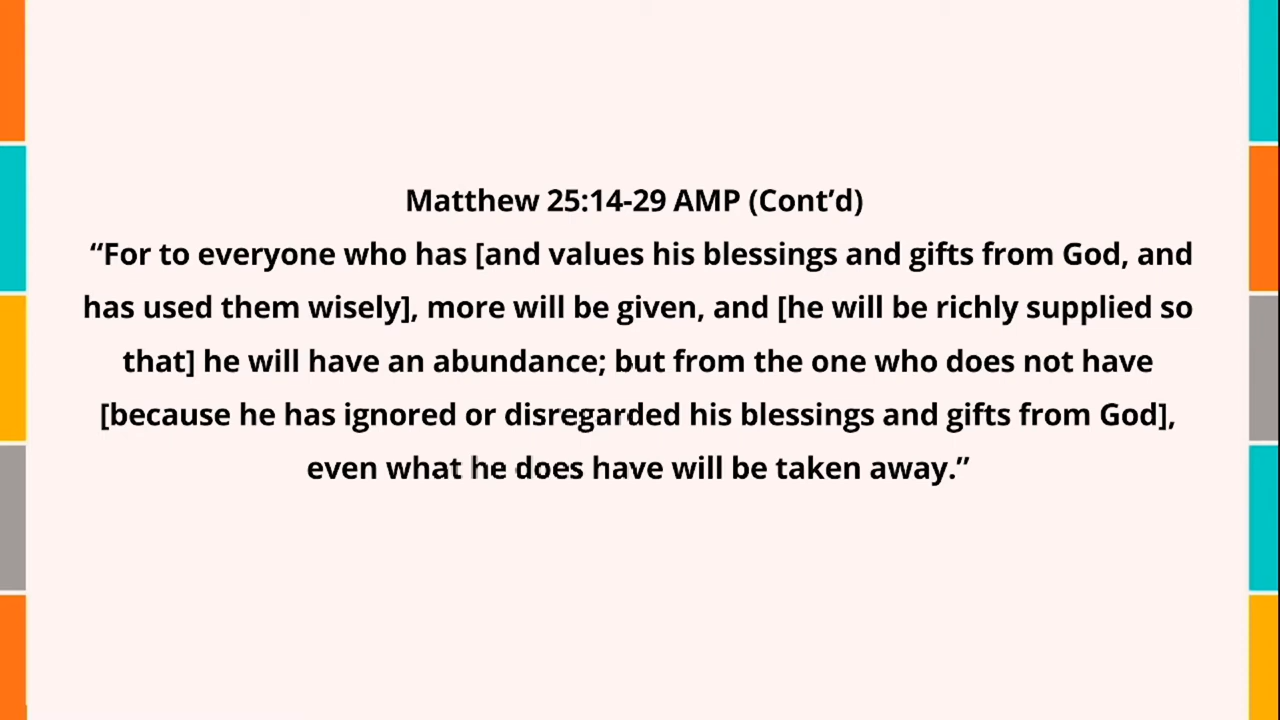 Matthew 25:14-29 AMP (Cont’d)
“For to everyone who has [and values his blessings and gifts from God, and
has used them wisely], more will be given, and [he will be richly supplied so
that] he will have an abundance; but from the one who does not have
[because he has ignored or disregarded his blessings and gifts from God],
even what he does have will be taken away.”